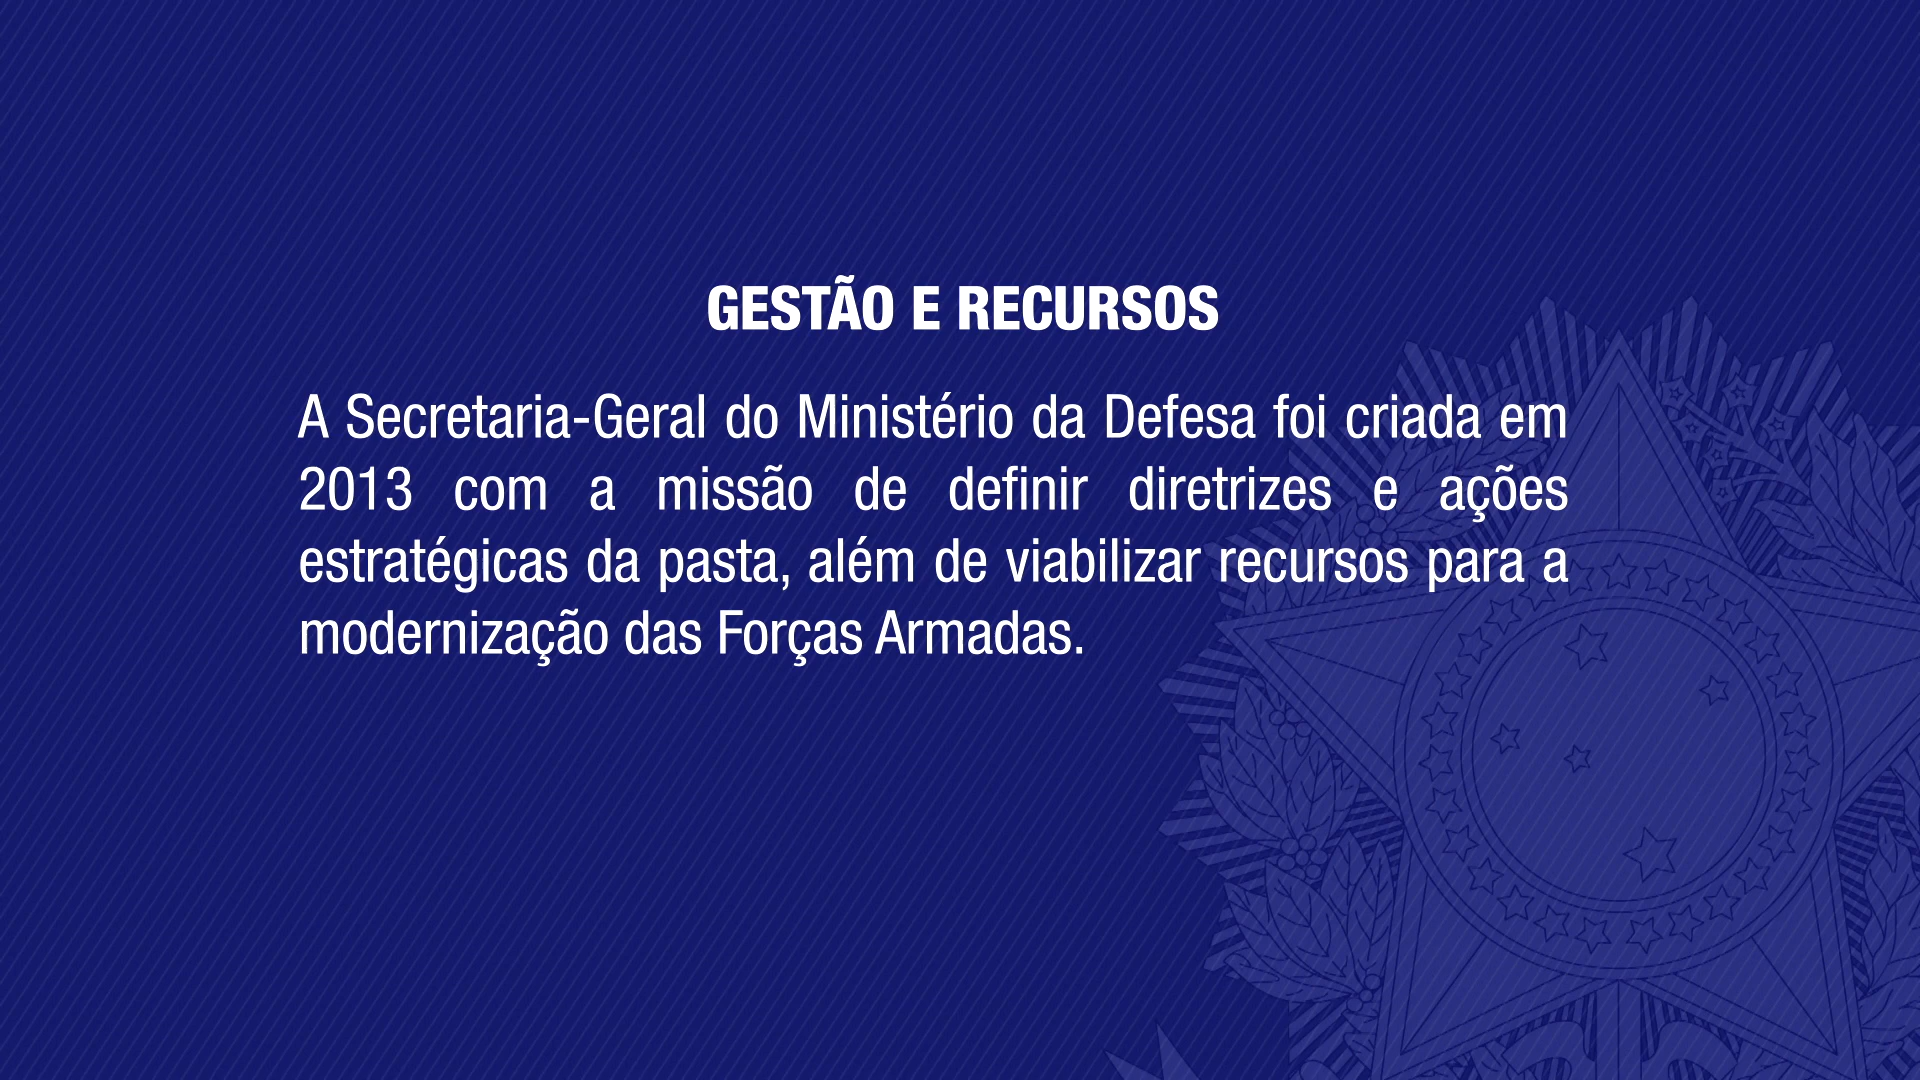 GESTÃO E RECURSOS
A Secretaria-Geral do Ministério da Defesa foi criada em
2013 com a missão de definir diretrizes e ações
estratégicas da pasta, além de viabilizar recursos para a
modernização das Forças Armadas.